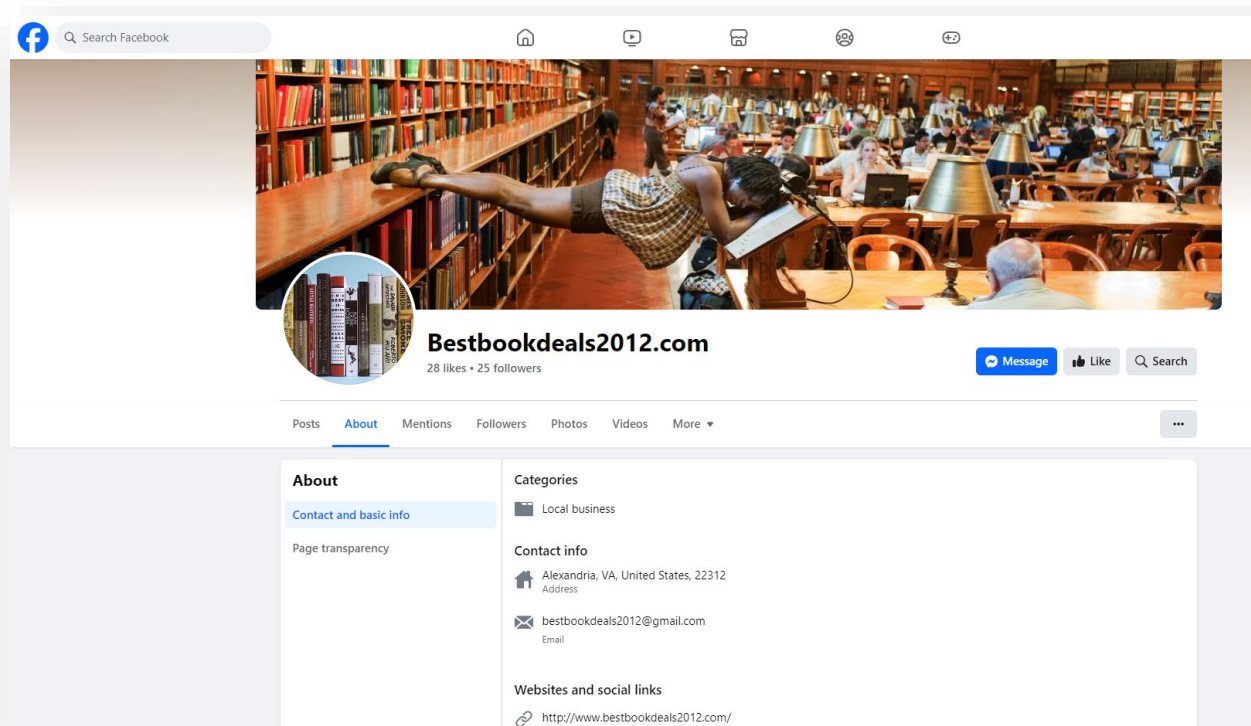 Search Facebook
Bestbookdeals2012.com
28 likes • 25 followers
Message
Like
Search
Posts
About
Mentions
Followers
Photos
Videos
More
About
Contact and basic info
Page transparency
Categories
Local business
Contact info
Alexandria, VA, United States, 22312
Address
bestbookdeals2012@gmail.com
Email
Websites and social links
http://www.bestbookdeals2012.com/